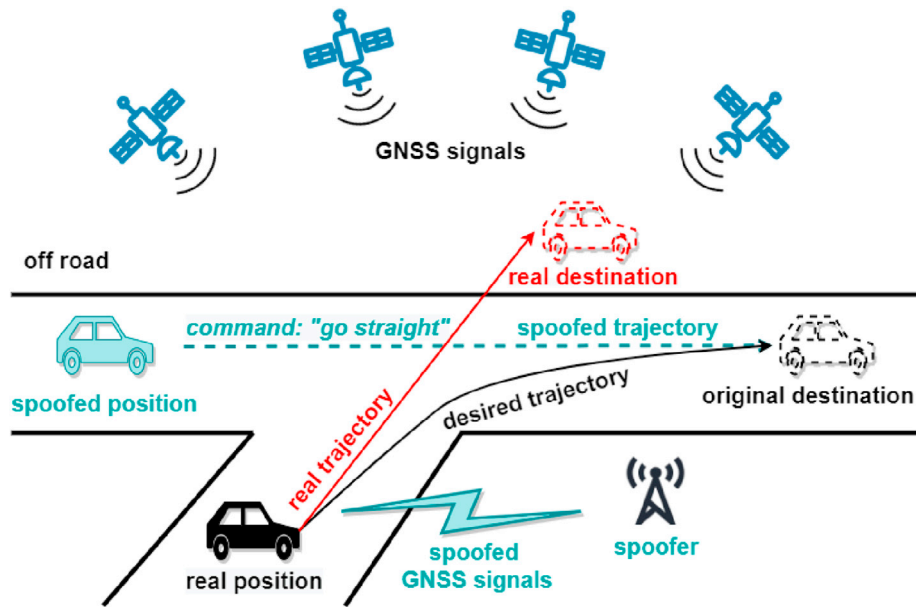 GNSS signals
off road
real destination
command: "go straight"
spoofed trajectory
spoofed position
real trajectory
desired trajectory
original destination
real position
spoofed
GNSS signals
spoofer